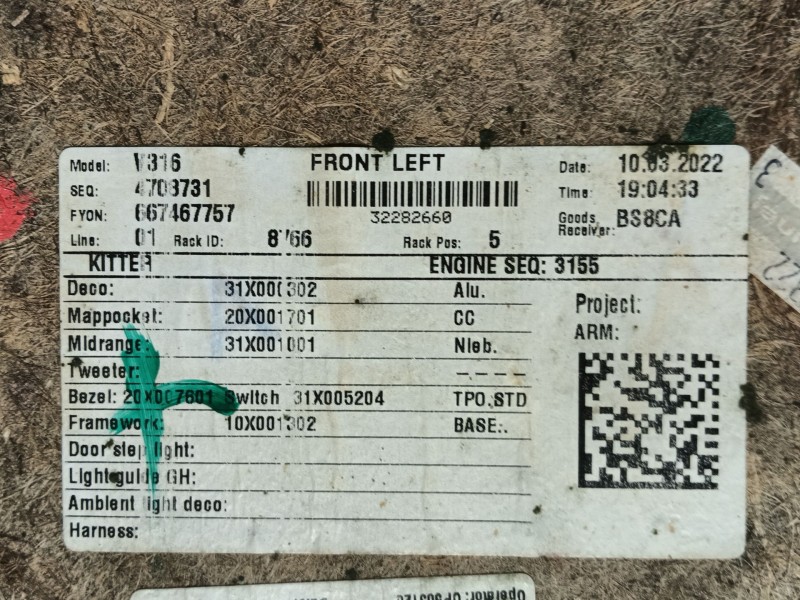 Model: V316 FRONT LEFT Date: 10.03.2022
SEQ: 4703731 Time: 19:04:33
FYON: 667467757 32282660 Goods Receiver: BS8CA
Line: 01 Rack ID: 8766 Rack Pos: 5
KITTER ENGINE SEQ: 3155
Deco: 31X000302 Alu.
Mappocket: 20X001701 CC Project:
Midrange: 31X001001 Nieb. ARM:
Tweeter: ----
Bezel: 20X007601 Switch 31X005204 TPO,STD
Framework: 10X001302 BASE:.
Door step light:
Lightguide GH:
Ambient light deco:
Harness:
Operator: